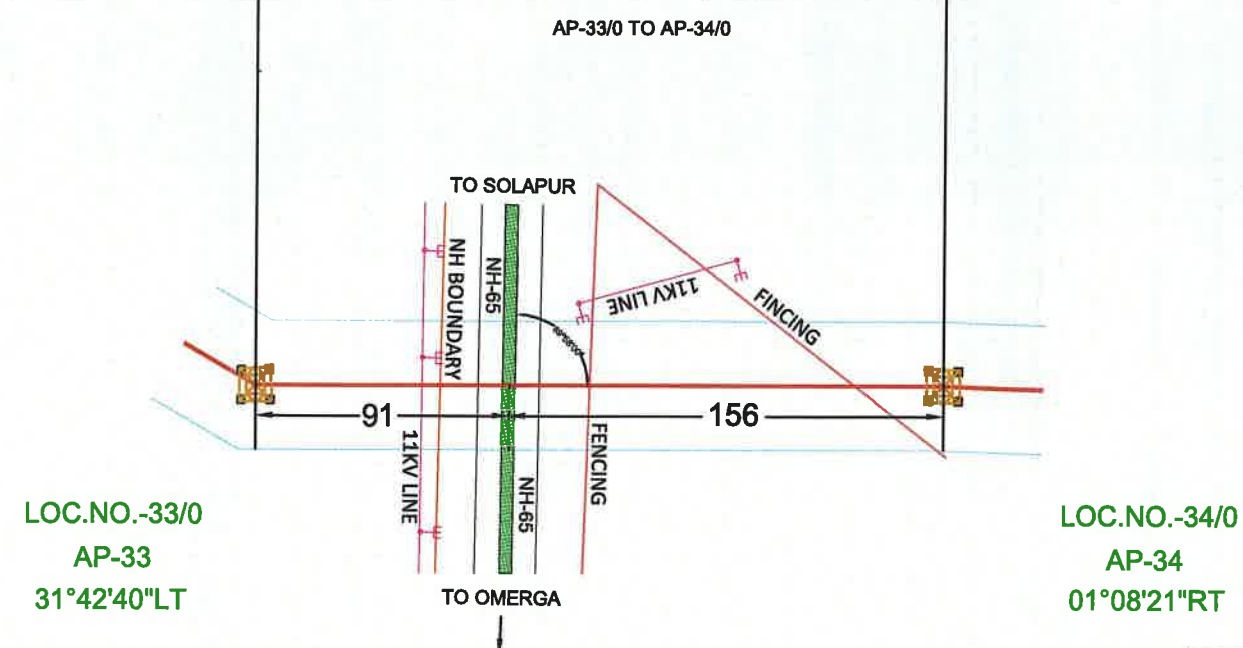 AP-33/0 TO AP-34/0
TO SOLAPUR
NH BOUNDARY
NH-65
11KV LINE
FINCING
91
156
11KV LINE
NH-65
FENCING
LOC.NO.-33/0
AP-33
31°42'40"LT
LOC.NO.-34/0
AP-34
01°08'21"RT
TO OMERGA